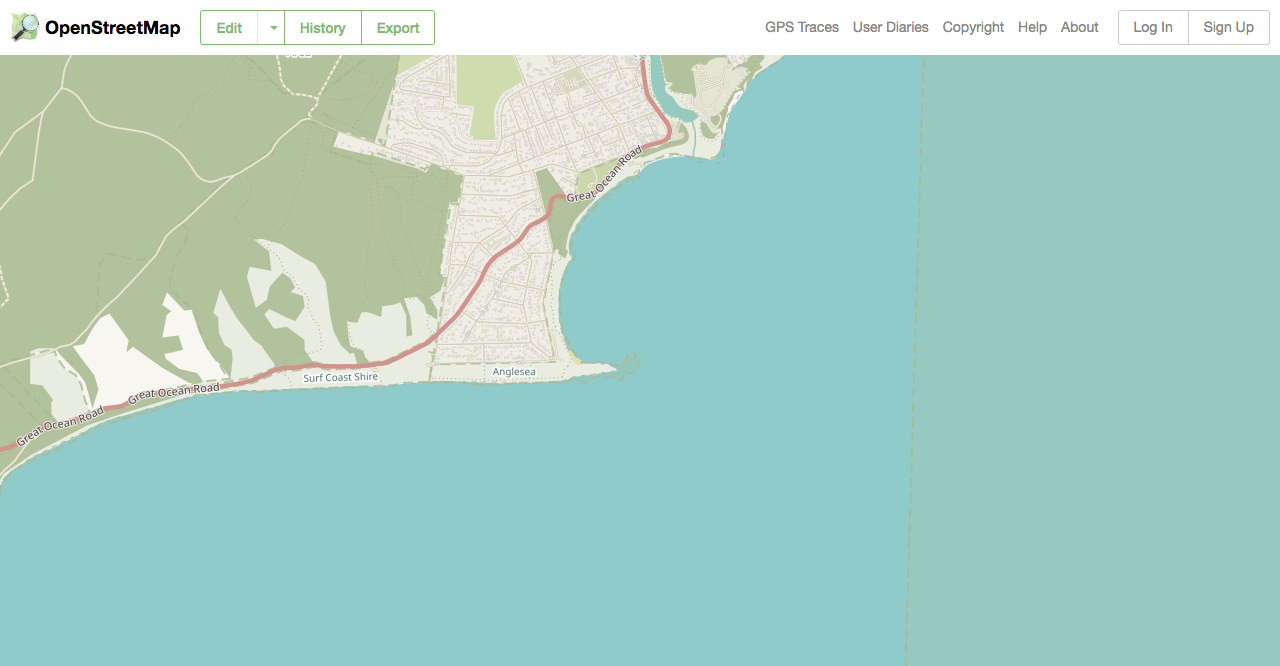 OpenStreetMap
Edit
History
Export
GPS Traces
User Diaries
Copyright
Help
About
Log In
Sign Up
Great Ocean Road
Surf Coast Shire
Anglesea
Great Ocean Road
Great Ocean Road